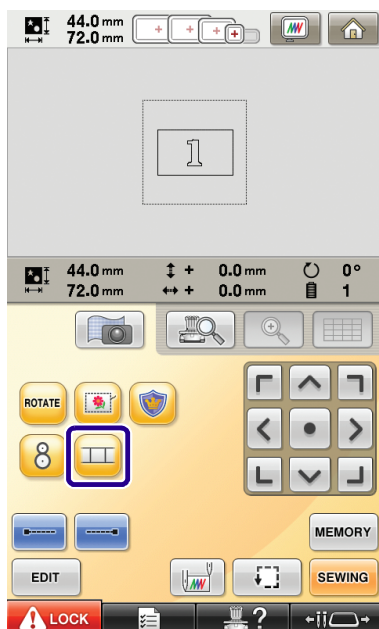 44.0 mm
72.0 mm
1
44.0 mm + 0.0 mm 0°
72.0 mm + 0.0 mm 1
ROTATE
8
MEMORY
EDIT SEWING
LOCK ?